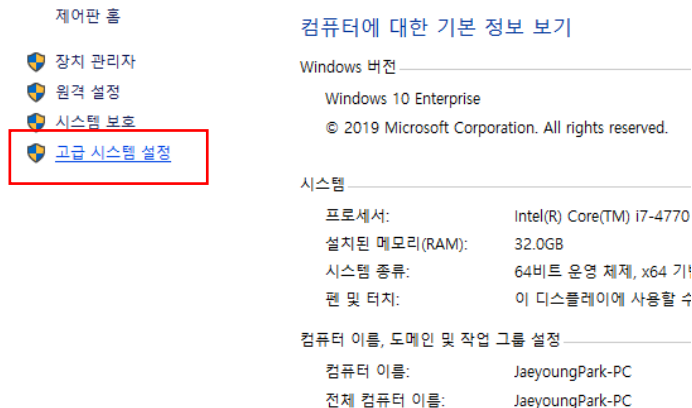 제어판 홈
장치 관리자
원격 설정
시스템 보호
고급 시스템 설정
컴퓨터에 대한 기본 정보 보기
Windows 버전
Windows 10 Enterprise
© 2019 Microsoft Corporation. All rights reserved.
시스템
프로세서: Intel(R) Core(TM) i7-4770
설치된 메모리(RAM): 32.0GB
시스템 종류: 64비트 운영 체제, x64
펜 및 터치: 이 디스플레이에 사용할
컴퓨터 이름, 도메인 및 작업 그룹 설정
컴퓨터 이름: JaeyoungPark-PC
전체 컴퓨터 이름: JaeyoungPark-PC